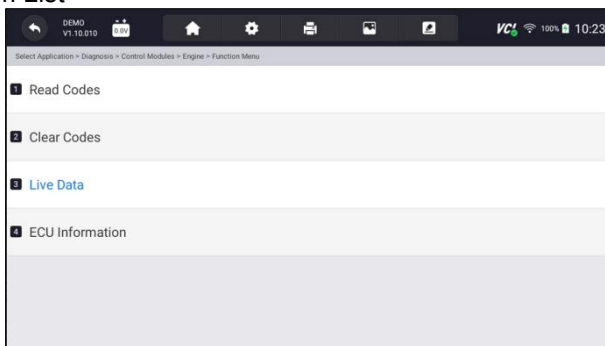 DEMO
V1.10.010
0.0V
VCI
100%
10:23
Select Application > Diagnosis > Control Modules > Engine > Function Menu
1 Read Codes
2 Clear Codes
3 Live Data
4 ECU Information